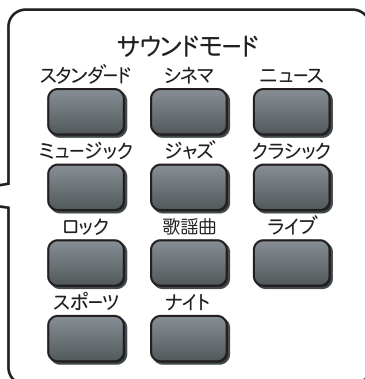 サウンドモード
スタンダード シネマ ニュース
ミュージック ジャズ クラシック
ロック 歌謡曲 ライブ
スポーツ ナイト